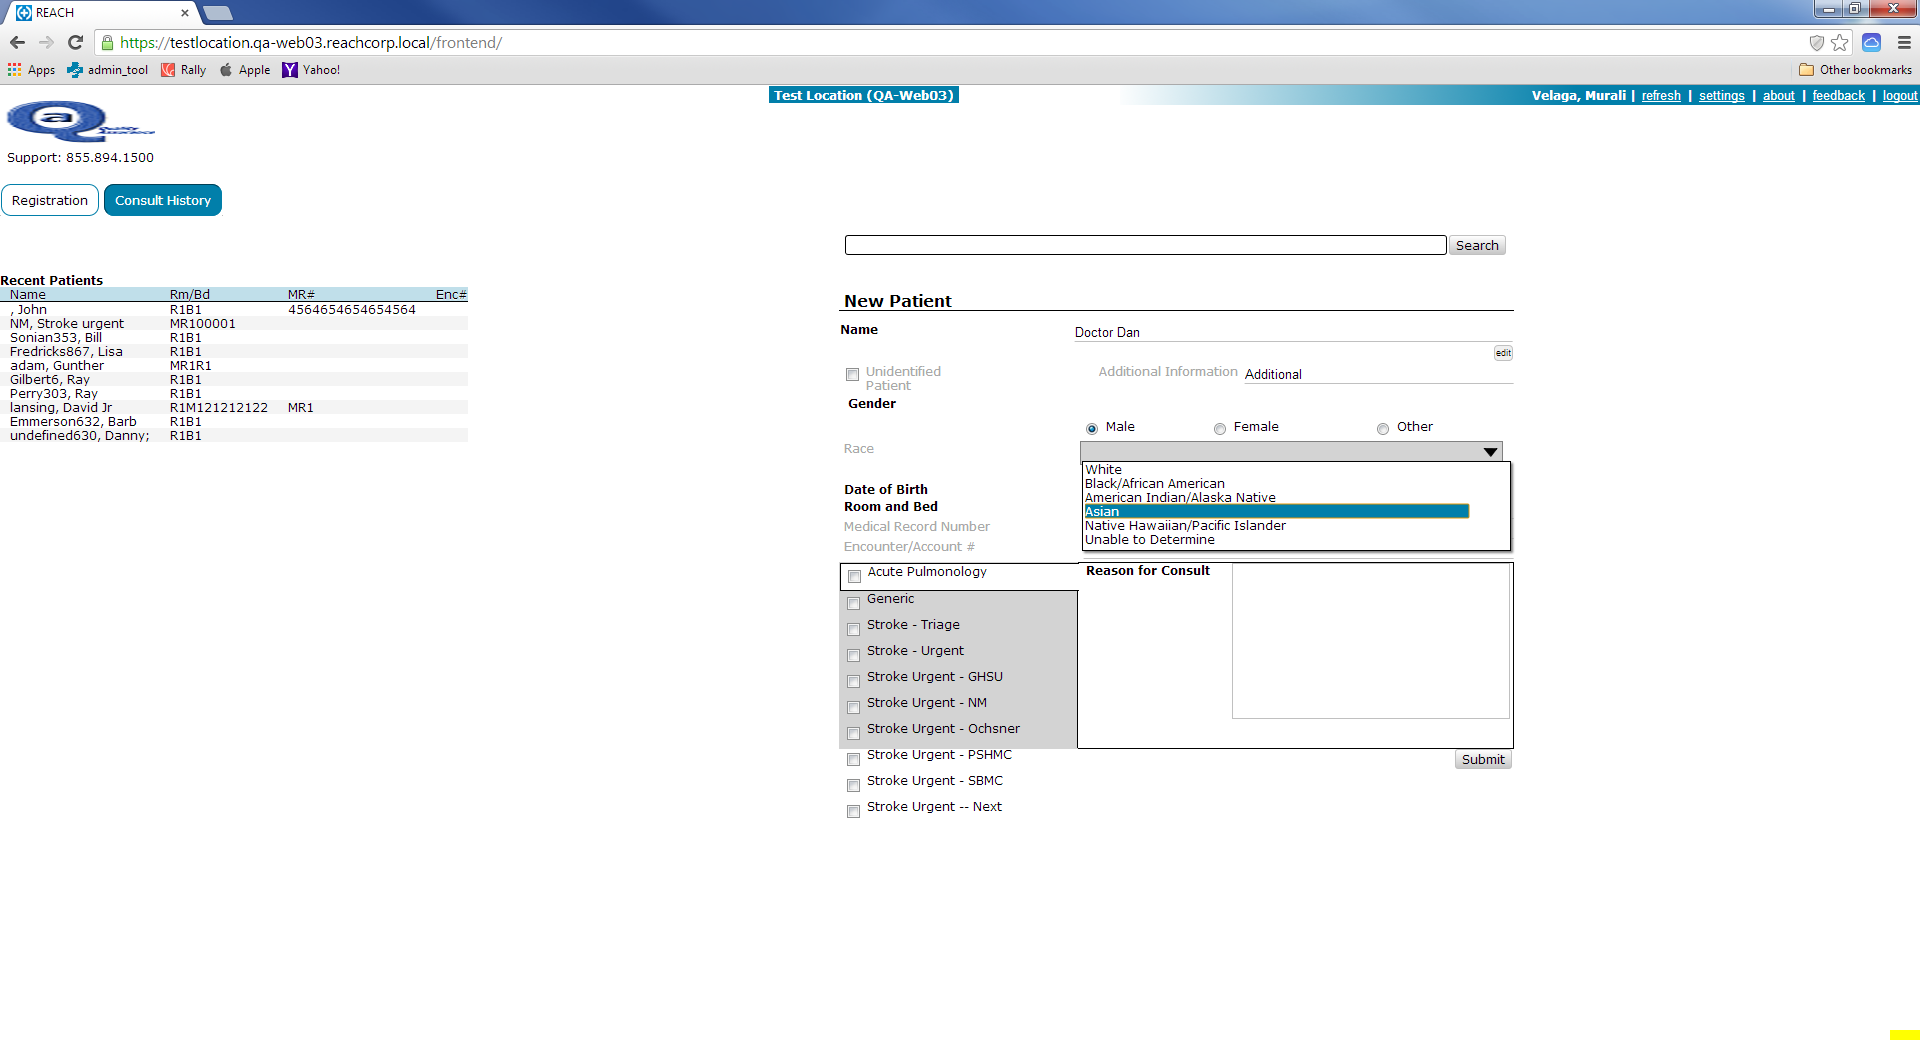 REACH
https://testlocation.qa-web03.reachcorp.local/frontend/
Apps admin_tool Rally Apple Yahoo! Other bookmarks
Test Location (QA-Web03) Velaga, Murali | refresh | settings | about | feedback | logout
Qa Quality Assurance
Support: 855.894.1500
Registration Consult History
Search
Recent Patients
Name Rm/Bd MR# Enc#
, John R1B1 4564654654654564
NM, Stroke urgent MR100001
Sonian353, Bill R1B1
Fredricks867, Lisa R1B1
adam, Gunther MR1R1
Gilbert6, Ray R1B1
Perry303, Ray R1B1
lansing, David Jr R1M121212122 MR1
Emmerson632, Barb R1B1
undefined630, Danny; R1B1
New Patient
Name Doctor Dan
edit
Unidentified Patient Additional Information Additional
Gender
Male Female Other
Race
White
Black/African American
American Indian/Alaska Native
Asian
Native Hawaiian/Pacific Islander
Unable to Determine
Date of Birth
Room and Bed
Medical Record Number
Encounter/Account #
Acute Pulmonology
Generic
Stroke - Triage
Stroke - Urgent
Stroke Urgent - GHSU
Stroke Urgent - NM
Stroke Urgent - Ochsner
Stroke Urgent - PSHMC
Stroke Urgent - SBMC
Stroke Urgent -- Next
Reason for Consult
Submit